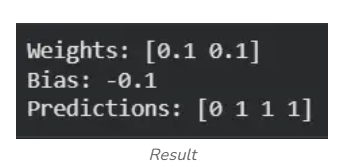 Weights: [0.1 0.1]
Bias: -0.1
Predictions: [0 1 1 1]
Result